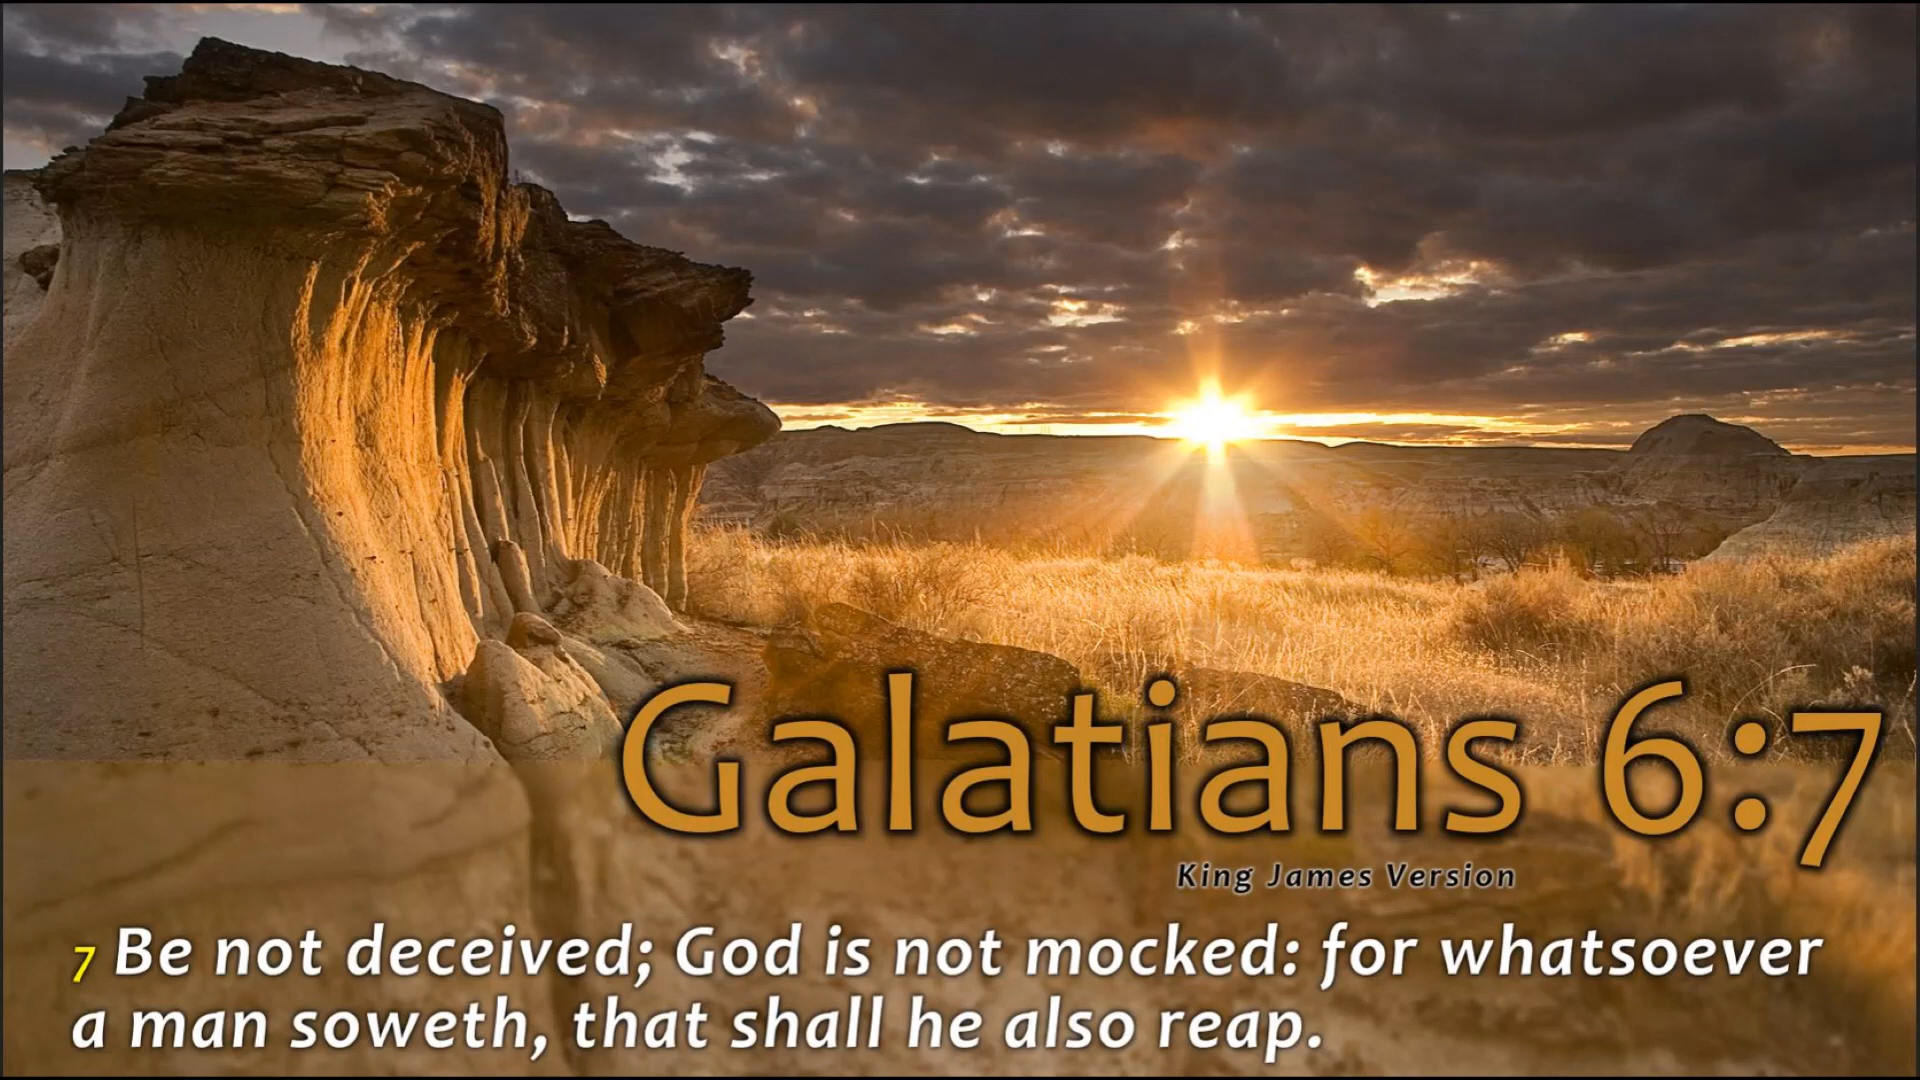 Galatians 6:7
King James Version
7 Be not deceived; God is not mocked: for whatsoever
a man soweth, that shall he also reap.